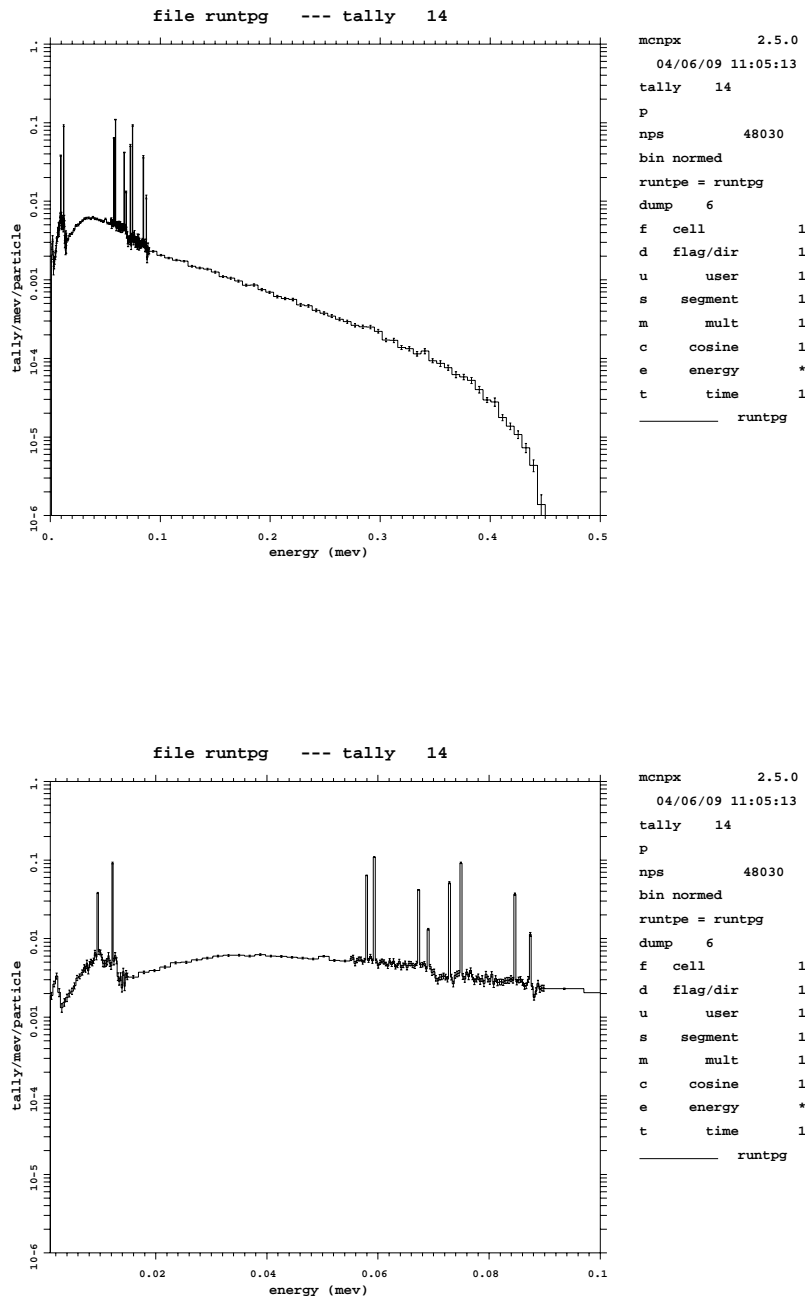 file runtpg --- tally 14
mcnpx 2.5.0
04/06/09 11:05:13
tally 14
p
nps 48030
bin normed
runtpe = runtpg
dump 6
f cell 1
d flag/dir 1
u user 1
s segment 1
m mult 1
c cosine 1
e energy *
t time 1
runtpg
tally/mev/particle
1.
0.1
0.01
0.001
10-4
10-5
10-6
0. 0.1 0.2 0.3 0.4 0.5
energy (mev)
file runtpg --- tally 14
mcnpx 2.5.0
04/06/09 11:05:13
tally 14
p
nps 48030
bin normed
runtpe = runtpg
dump 6
f cell 1
d flag/dir 1
u user 1
s segment 1
m mult 1
c cosine 1
e energy *
t time 1
runtpg
tally/mev/particle
1.
0.1
0.01
0.001
10-4
10-5
10-6
0.02 0.04 0.06 0.08 0.1
energy (mev)